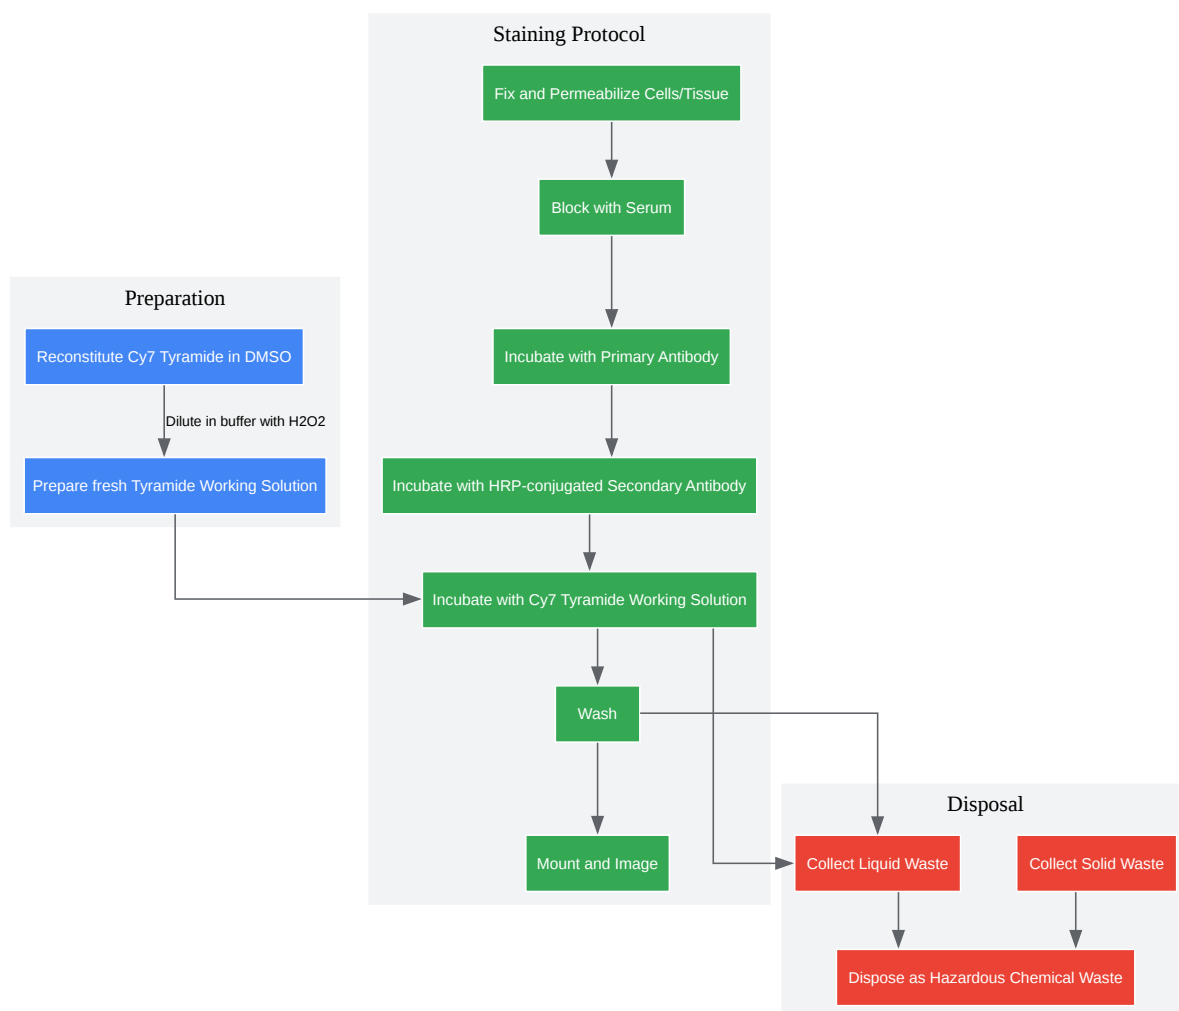 Staining Protocol
Fix and Permeabilize Cells/Tissue
Block with Serum
Preparation
Reconstitute Cy7 Tyramide in DMSO
Incubate with Primary Antibody
Dilute in buffer with H2O2
Prepare fresh Tyramide Working Solution
Incubate with HRP-conjugated Secondary Antibody
Incubate with Cy7 Tyramide Working Solution
Wash
Mount and Image
Disposal
Collect Liquid Waste
Collect Solid Waste
Dispose as Hazardous Chemical Waste